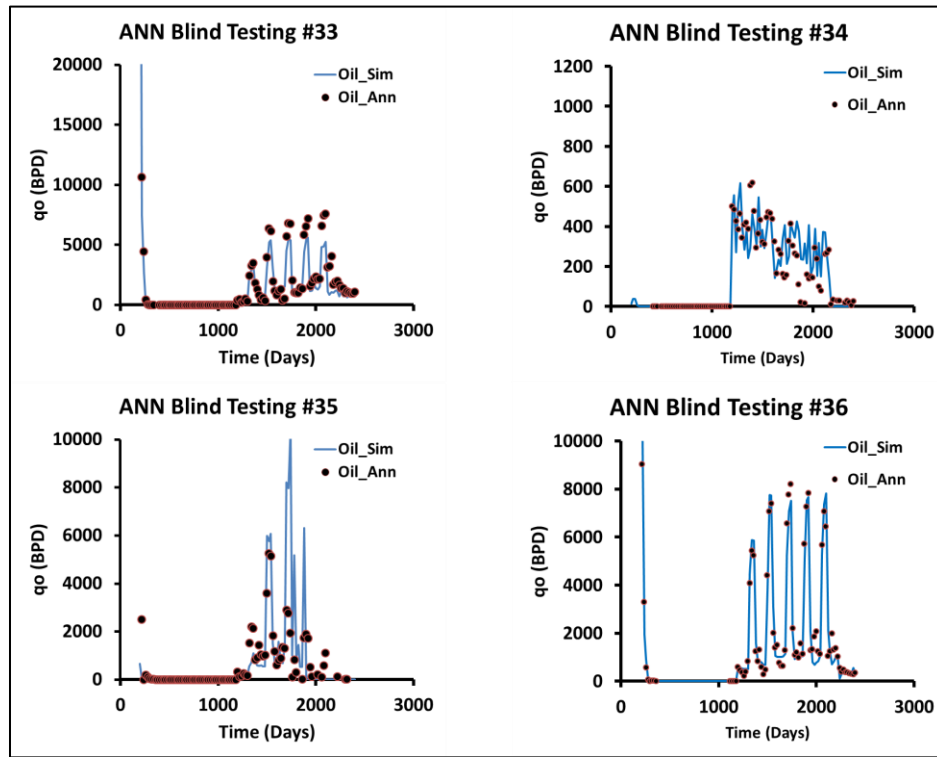 ANN Blind Testing #33
20000
15000
10000
5000
0
qo (BPD)
Oil_Sim
Oil_Ann
0 1000 2000 3000
Time (Days)
ANN Blind Testing #34
1200
1000
800
600
400
200
0
qo (BPD)
Oil_Sim
Oil_Ann
0 1000 2000 3000
Time (Days)
ANN Blind Testing #35
10000
8000
6000
4000
2000
0
qo (BPD)
Oil_Sim
Oil_Ann
0 1000 2000 3000
Time (Days)
ANN Blind Testing #36
10000
8000
6000
4000
2000
0
qo (BPD)
Oil_Sim
Oil_Ann
0 1000 2000 3000
Time (Days)